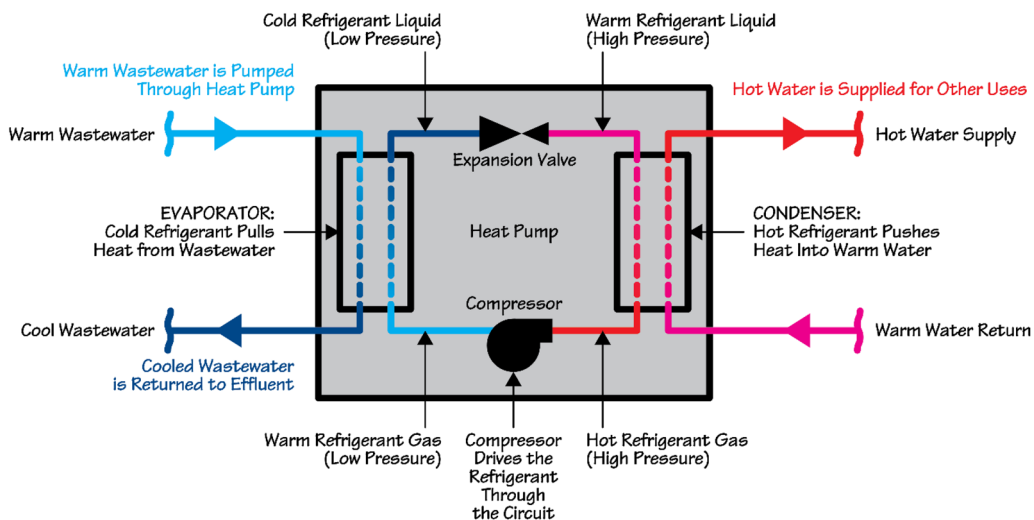 Cold Refrigerant Liquid
(Low Pressure)
Warm Refrigerant Liquid
(High Pressure)
Warm Wastewater is Pumped
Through Heat Pump
Hot Water is Supplied for Other Uses
Warm Wastewater
Hot Water Supply
Expansion Valve
EVAPORATOR:
Cold Refrigerant Pulls
Heat from Wastewater
Heat Pump
CONDENSER:
Hot Refrigerant Pushes
Heat Into Warm Water
Compressor
Cool Wastewater
Warm Water Return
Cooled Wastewater
is Returned to Effluent
Warm Refrigerant Gas
(Low Pressure)
Compressor
Drives the
Refrigerant
Through
the Circuit
Hot Refrigerant Gas
(High Pressure)